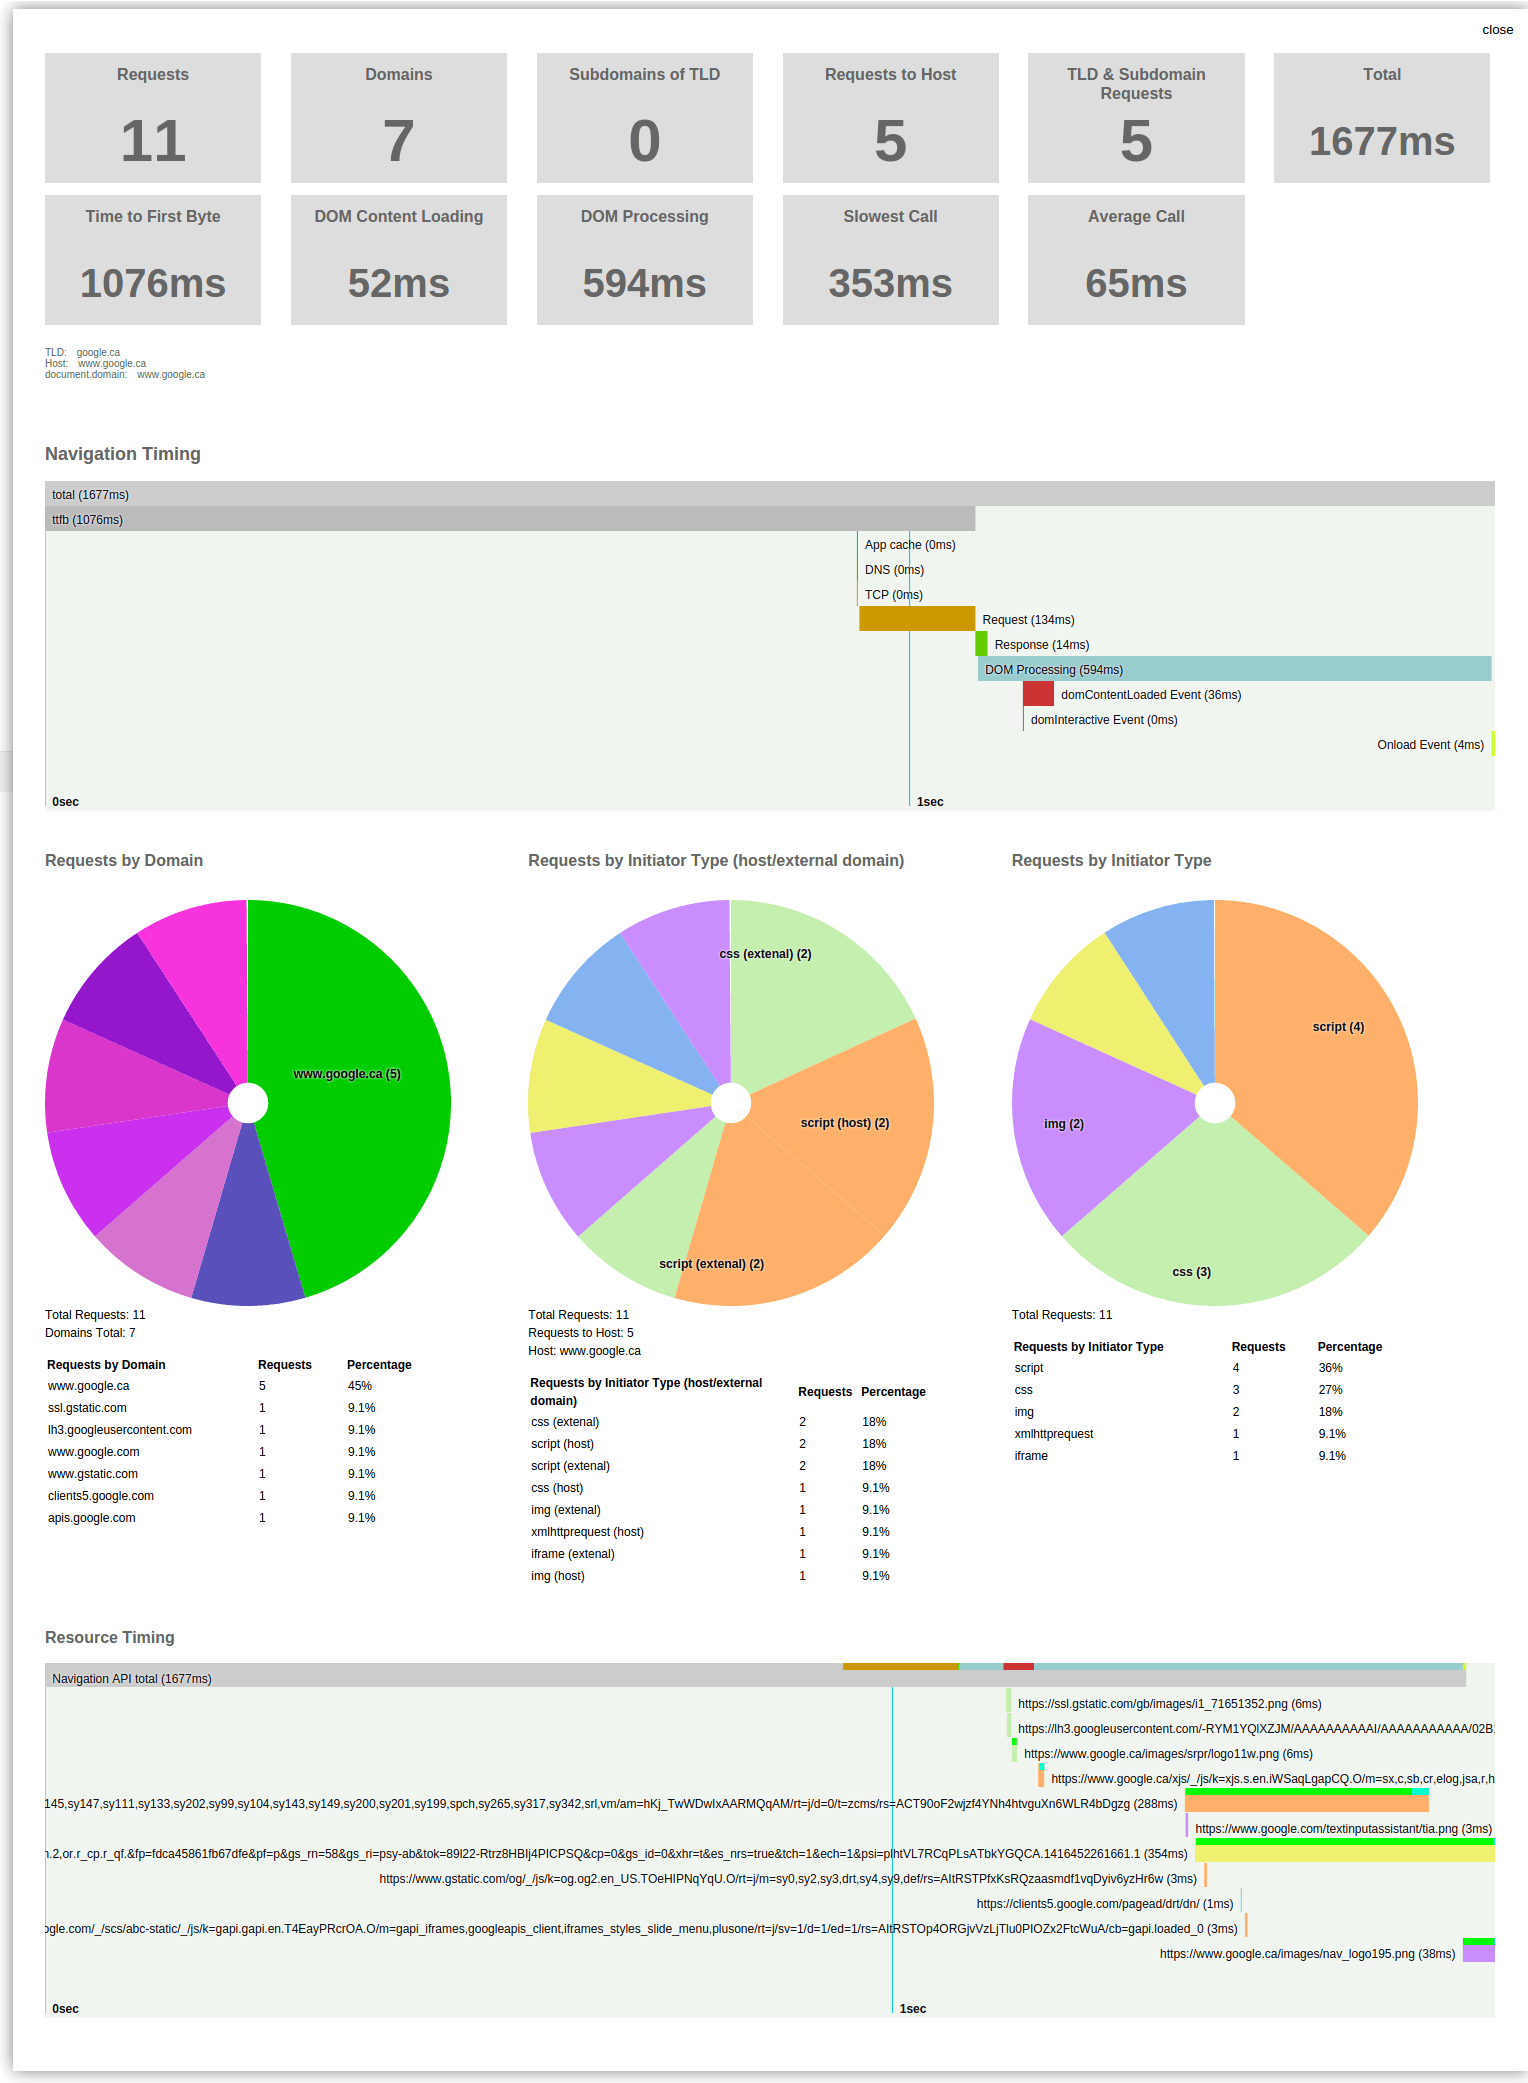 close
Requests
Domains
Subdomains of TLD
Requests to Host
TLD & Subdomain
Requests
Total
11
7
0
5
5
1677ms
Time to First Byte
DOM Content Loading
DOM Processing
Slowest Call
Average Call
1076ms
52ms
594ms
353ms
65ms
TLD: google.ca
Host: www.google.ca
document.domain: www.google.ca
Navigation Timing
total (1677ms)
ttfb (1076ms)
App cache (0ms)
DNS (0ms)
TCP (0ms)
Request (134ms)
Response (14ms)
DOM Processing (594ms)
domContentLoaded Event (36ms)
domInteractive Event (0ms)
Onload Event (4ms)
0sec
1sec
Requests by Domain
www.google.ca (5)
Total Requests: 11
Domains Total: 7
Requests by Domain Requests Percentage
www.google.ca 5 45%
ssl.gstatic.com 1 9.1%
lh3.googleusercontent.com 1 9.1%
www.google.com 1 9.1%
www.gstatic.com 1 9.1%
clients5.google.com 1 9.1%
apis.google.com 1 9.1%
Requests by Initiator Type (host/external domain)
css (extenal) (2)
script (host) (2)
script (extenal) (2)
Total Requests: 11
Requests to Host: 5
Host: www.google.ca
Requests by Initiator Type (host/external
domain)
Requests Percentage
css (extenal) 2 18%
script (host) 2 18%
script (extenal) 2 18%
css (host) 1 9.1%
img (extenal) 1 9.1%
xmlhttprequest (host) 1 9.1%
iframe (extenal) 1 9.1%
img (host) 1 9.1%
Requests by Initiator Type
script (4)
img (2)
css (3)
Total Requests: 11
Requests by Initiator Type Requests Percentage
script 4 36%
css 3 27%
img 2 18%
xmlhttprequest 1 9.1%
iframe 1 9.1%
Resource Timing
Navigation API total (1677ms)
https://ssl.gstatic.com/gb/images/i1_71651352.png (6ms)
https://lh3.googleusercontent.com/-RYM1YQIXZJM/AAAAAAAAAAI/AAAAAAAAAAA/02B
https://www.google.ca/images/srpr/logo11w.png (6ms)
https://www.google.ca/xjs/_/js/k=xjs.s.en.iWSaqLgapCQ.O/m=sx,c,sb,cr,elog,jsa,r,h
145,sy147,sy111,sy133,sy202,sy99,sy104,sy143,sy149,sy200,sy201,sy199,spch,sy265,sy317,sy342,srl,vm/am=hKj_TwWDwIxAARMQqAM/rt=j/d=0/t=zcms/rs=ACT90oF2wjzf4YNh4htvguXn6WLR4bDgzg (288ms)
https://www.google.com/textinputassistant/tia.png (3ms)
n.2,or.r_cp.r_qf.&fp=fdca45861fb67dfe&pf=p&gs_rn=58&gs_ri=psy-ab&tok=89l22-Rtrz8HBIj4PICPSQ&cp=0&gs_id=0&xhr=t&es_nrs=true&tch=1&ech=1&psi=plhtVL7RCqPLsATbkYGQCA.1416452261661.1 (354ms)
https://www.gstatic.com/og/_/js/k=og.og2.en_US.TOeHIPNqYqU.O/rt=j/m=sy0,sy2,sy3,drt,sy4,sy9,def/rs=AItRSTPfxKsRQzaasmdf1vqDyiv6yzHr6w (3ms)
https://clients5.google.com/pagead/drt/dn/ (1ms)
ogle.com/_/scs/abc-static/_/js/k=gapi.gapi.en.T4EayPRcrOA.O/m=gapi_iframes,googleapis_client,iframes_styles_slide_menu,plusone/rt=j/sv=1/d=1/ed=1/rs=AItRSTOp4ORGjvVzLjTlu0PIOZx2FtcWuA/cb=gapi.loaded_0 (3ms)
https://www.google.ca/images/nav_logo195.png (38ms)
0sec
1sec